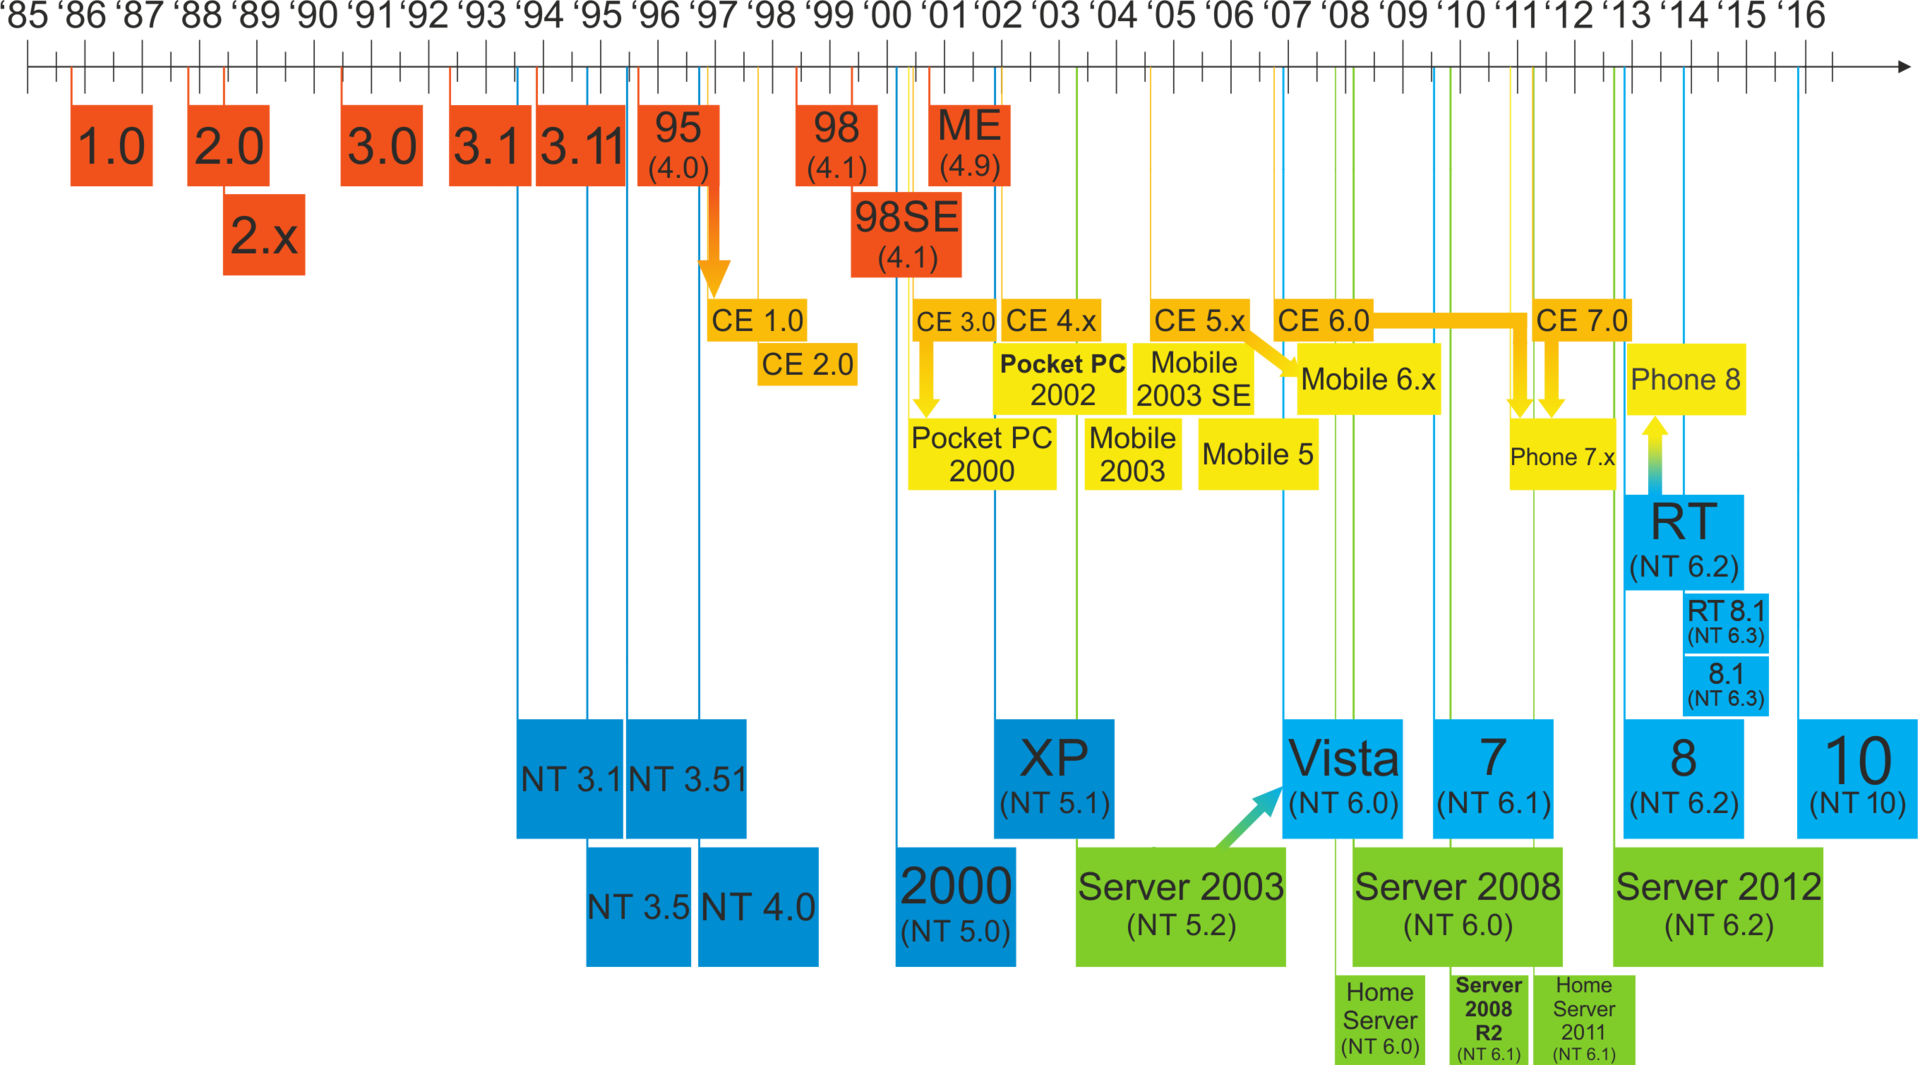 ‘85 ‘86 ‘87 ‘88 ‘89 ‘90 ‘91 ‘92 ‘93 ‘94 ‘95 ‘96 ‘97 ‘98 ‘99 ‘00 ‘01 ‘02 ‘03 ‘04 ‘05 ‘06 ‘07 ‘08 ‘09 ‘10 ‘11 ‘12 ‘13 ‘14 ‘15 ‘16
1.0
2.0
3.0
3.1
3.11
95
(4.0)
98
(4.1)
ME
(4.9)
2.x
98SE
(4.1)
CE 1.0
CE 3.0
CE 4.x
CE 5.x
CE 6.0
CE 7.0
CE 2.0
Pocket PC
2002
Mobile
2003 SE
Mobile 6.x
Phone 8
Pocket PC
2000
Mobile
2003
Mobile 5
Phone 7.x
RT
(NT 6.2)
RT 8.1
(NT 6.3)
8.1
(NT 6.3)
NT 3.1
NT 3.51
XP
(NT 5.1)
Vista
(NT 6.0)
7
(NT 6.1)
8
(NT 6.2)
10
(NT 10)
NT 3.5
NT 4.0
2000
(NT 5.0)
Server 2003
(NT 5.2)
Server 2008
(NT 6.0)
Server 2012
(NT 6.2)
Home
Server
(NT 6.0)
Server
2008
R2
(NT 6.1)
Home
Server
2011
(NT 6.1)